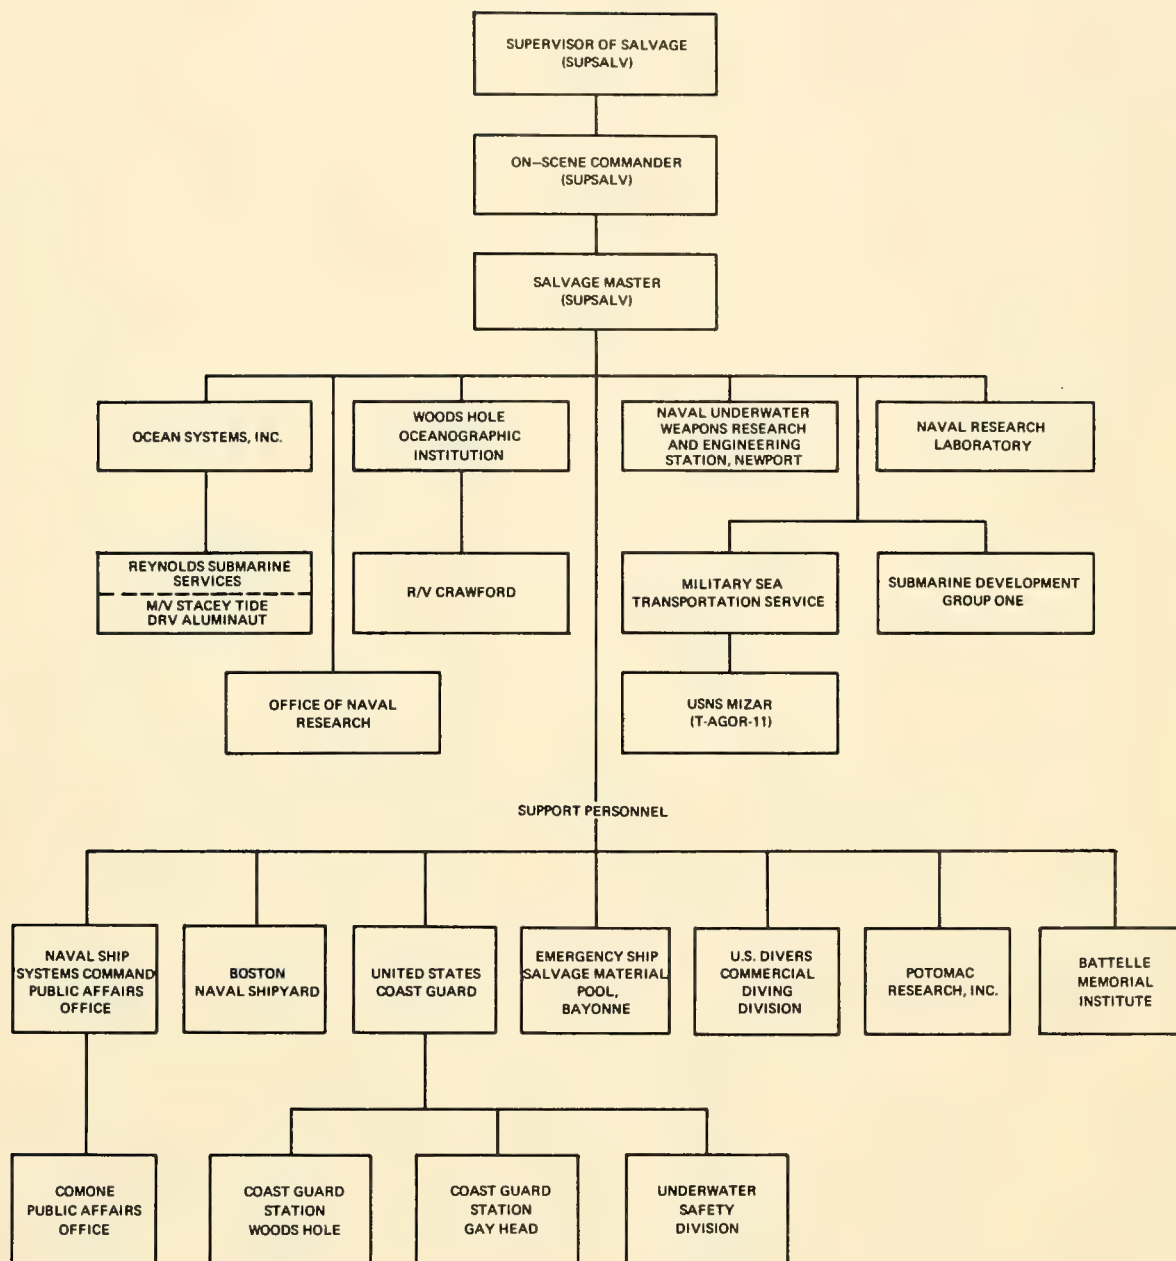 SUPERVISOR OF SALVAGE
(SUPSALV)
ON-SCENE COMMANDER
(SUPSALV)
SALVAGE MASTER
(SUPSALV)
OCEAN SYSTEMS, INC.
WOODS HOLE
OCEANOGRAPHIC
INSTITUTION
NAVAL UNDERWATER
WEAPONS RESEARCH
AND ENGINEERING
STATION, NEWPORT
NAVAL RESEARCH
LABORATORY
REYNOLDS SUBMARINE
SERVICES
M/V STACEY TIDE
DRV ALUMINAUT
R/V CRAWFORD
MILITARY SEA
TRANSPORTATION SERVICE
SUBMARINE DEVELOPMENT
GROUP ONE
OFFICE OF NAVAL
RESEARCH
USNS MIZAR
(T-AGOR-11)
SUPPORT PERSONNEL
NAVAL SHIP
SYSTEMS COMMAND
PUBLIC AFFAIRS
OFFICE
BOSTON
NAVAL SHIPYARD
UNITED STATES
COAST GUARD
EMERGENCY SHIP
SALVAGE MATERIAL
POOL,
BAYONNE
U.S. DIVERS
COMMERCIAL
DIVING
DIVISION
POTOMAC
RESEARCH, INC.
BATTELLE
MEMORIAL
INSTITUTE
COMONE
PUBLIC AFFAIRS
OFFICE
COAST GUARD
STATION
WOODS HOLE
COAST GUARD
STATION
GAY HEAD
UNDERWATER
SAFETY
DIVISION